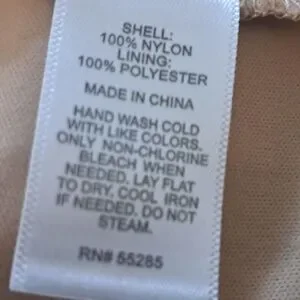 SHELL:
100% NYLON
LINING:
100% POLYESTER
MADE IN CHINA
HAND WASH COLD
WITH LIKE COLORS.
ONLY NON-CHLORINE
BLEACH WHEN
NEEDED. LAY FLAT
TO DRY. COOL IRON
IF NEEDED. DO NOT
STEAM.
RN# 55285